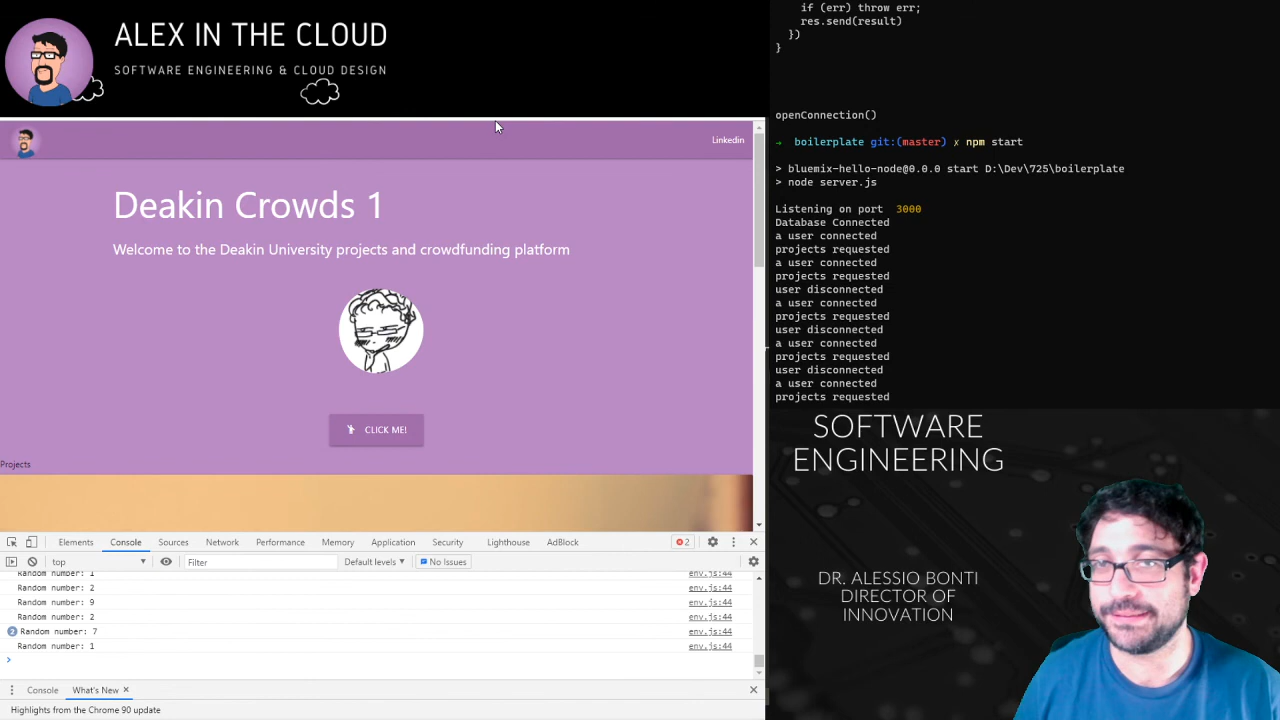 ALEX IN THE CLOUD
SOFTWARE ENGINEERING & CLOUD DESIGN
Linkedin
Deakin Crowds 1
Welcome to the Deakin University projects and crowdfunding platform
CLICK ME!
Projects
Elements Console Sources Network Performance Memory Application Security Lighthouse AdBlock 2
top Filter Default levels No Issues
Random number: 1 env.js:44
Random number: 2 env.js:44
Random number: 9 env.js:44
Random number: 2 env.js:44
2 Random number: 7 env.js:44
Random number: 1 env.js:44
>
Console What's New ×
Highlights from the Chrome 90 update
if (err) throw err;
res.send(result)
})
}
openConnection()
→ boilerplate git:(master) ✗ npm start
> bluemix-hello-node@0.0.0 start D:\Dev\725\boilerplate
> node server.js
Listening on port 3000
Database Connected
a user connected
projects requested
a user connected
projects requested
user disconnected
a user connected
projects requested
user disconnected
a user connected
projects requested
user disconnected
a user connected
projects requested
SOFTWARE
ENGINEERING
DR. ALESSIO BONTI
DIRECTOR OF
INNOVATION